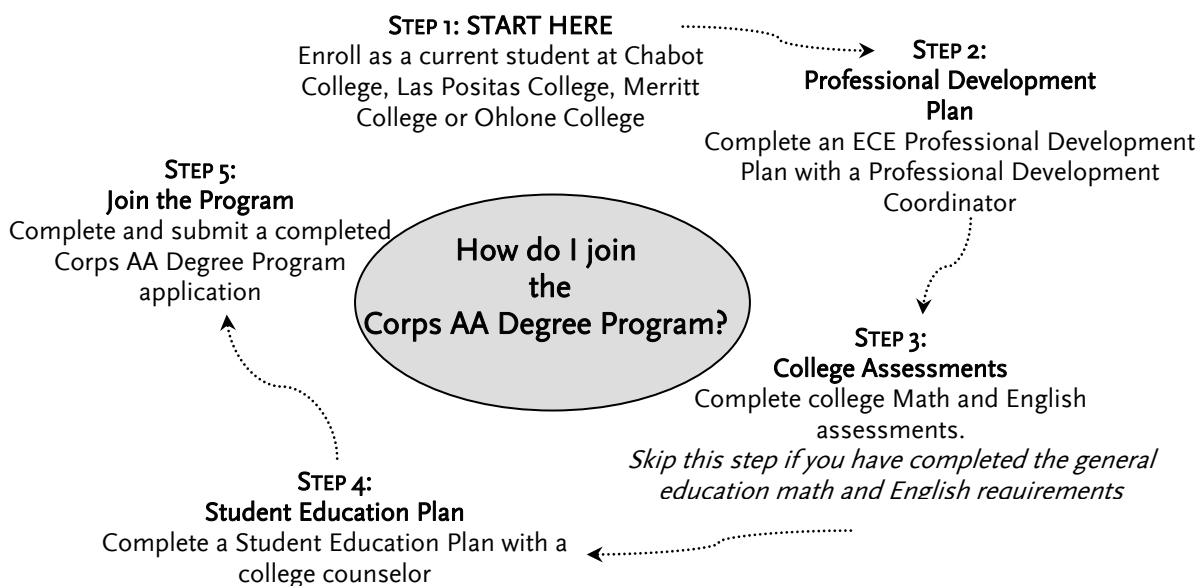 STEP 1: START HERE
Enroll as a current student at Chabot
College, Las Positas College, Merritt
College or Ohlone College
STEP 2:
Professional Development
Plan
Complete an ECE Professional Development
Plan with a Professional Development
Coordinator
STEP 3:
College Assessments
Complete college Math and English
assessments.
Skip this step if you have completed the general
education math and English requirements
STEP 4:
Student Education Plan
Complete a Student Education Plan with a
college counselor
STEP 5:
Join the Program
Complete and submit a completed
Corps AA Degree Program
application
How do I join
the
Corps AA Degree Program?